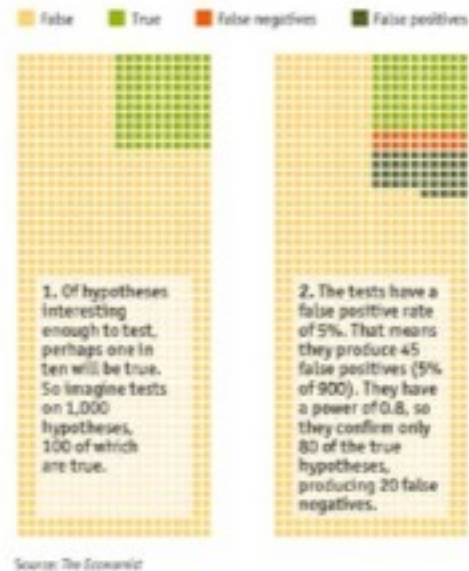 False True False negatives False positives
1. Of hypotheses
interesting
enough to test,
perhaps one in
ten will be true.
So imagine tests
on 1,000
hypotheses,
100 of which
are true.
2. The tests have a
false positive rate
of 5%. That means
they produce 45
false positives (5%
of 900). They have
a power of 0.8, so
they confirm only
80 of the true
hypotheses,
producing 20 false
negatives.
Source: The Economist